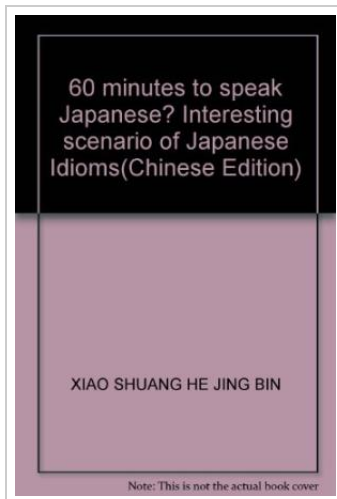 60 minutes to speak
Japanese? Interesting
scenario of Japanese
Idioms(Chinese Edition)
XIAO SHUANG HE JING BIN
Note: This is not the actual book cover